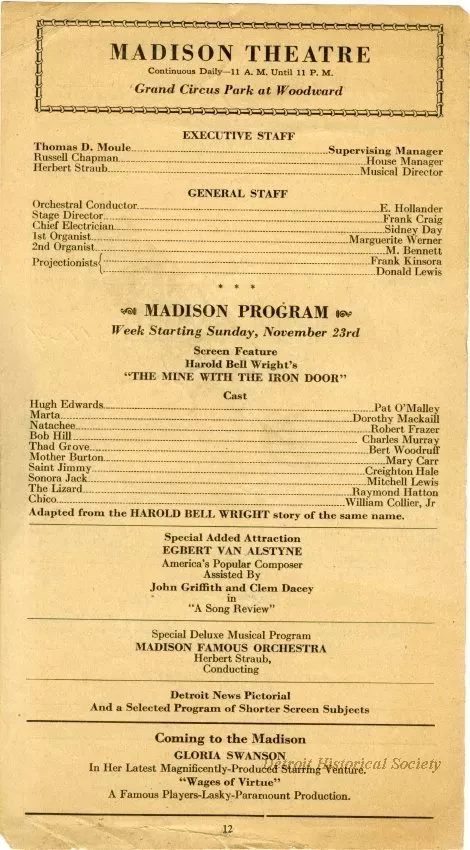 MADISON THEATRE
Continuous Daily—11 A. M. Until 11 P. M.
Grand Circus Park at Woodward
EXECUTIVE STAFF
Thomas D. Moule........Supervising Manager
Russell Chapman........House Manager
Herbert Straub........Musical Director
GENERAL STAFF
Orchestral Conductor........E. Hollander
Stage Director........Frank Craig
Chief Electrician........Sidney Day
1st Organist........Marguerite Werner
2nd Organist........M. Bennett
Projectionists{........Frank Kinsora
........Donald Lewis
* * *
MADISON PROGRAM
Week Starting Sunday, November 23rd
Screen Feature
Harold Bell Wright's
"THE MINE WITH THE IRON DOOR"
Cast
Hugh Edwards........Pat O'Malley
Marta........Dorothy Mackaill
Natachee........Robert Frazer
Bob Hill........Charles Murray
Thad Grove........Bert Woodruff
Mother Burton........Mary Carr
Saint Jimmy........Creighton Hale
Sonora Jack........Mitchell Lewis
The Lizard........Raymond Hatton
Chico........William Collier, Jr
Adapted from the HAROLD BELL WRIGHT story of the same name.
Special Added Attraction
EGBERT VAN ALSTYNE
America's Popular Composer
Assisted By
John Griffith and Clem Dacey
in
"A Song Review"
Special Deluxe Musical Program
MADISON FAMOUS ORCHESTRA
Herbert Straub,
Conducting
Detroit News Pictorial
And a Selected Program of Shorter Screen Subjects
Coming to the Madison
GLORIA SWANSON
Detroit Historical Society
In Her Latest Magnificently-Produced Starring Venture.
"Wages of Virtue"
A Famous Players-Lasky-Paramount Production.
12